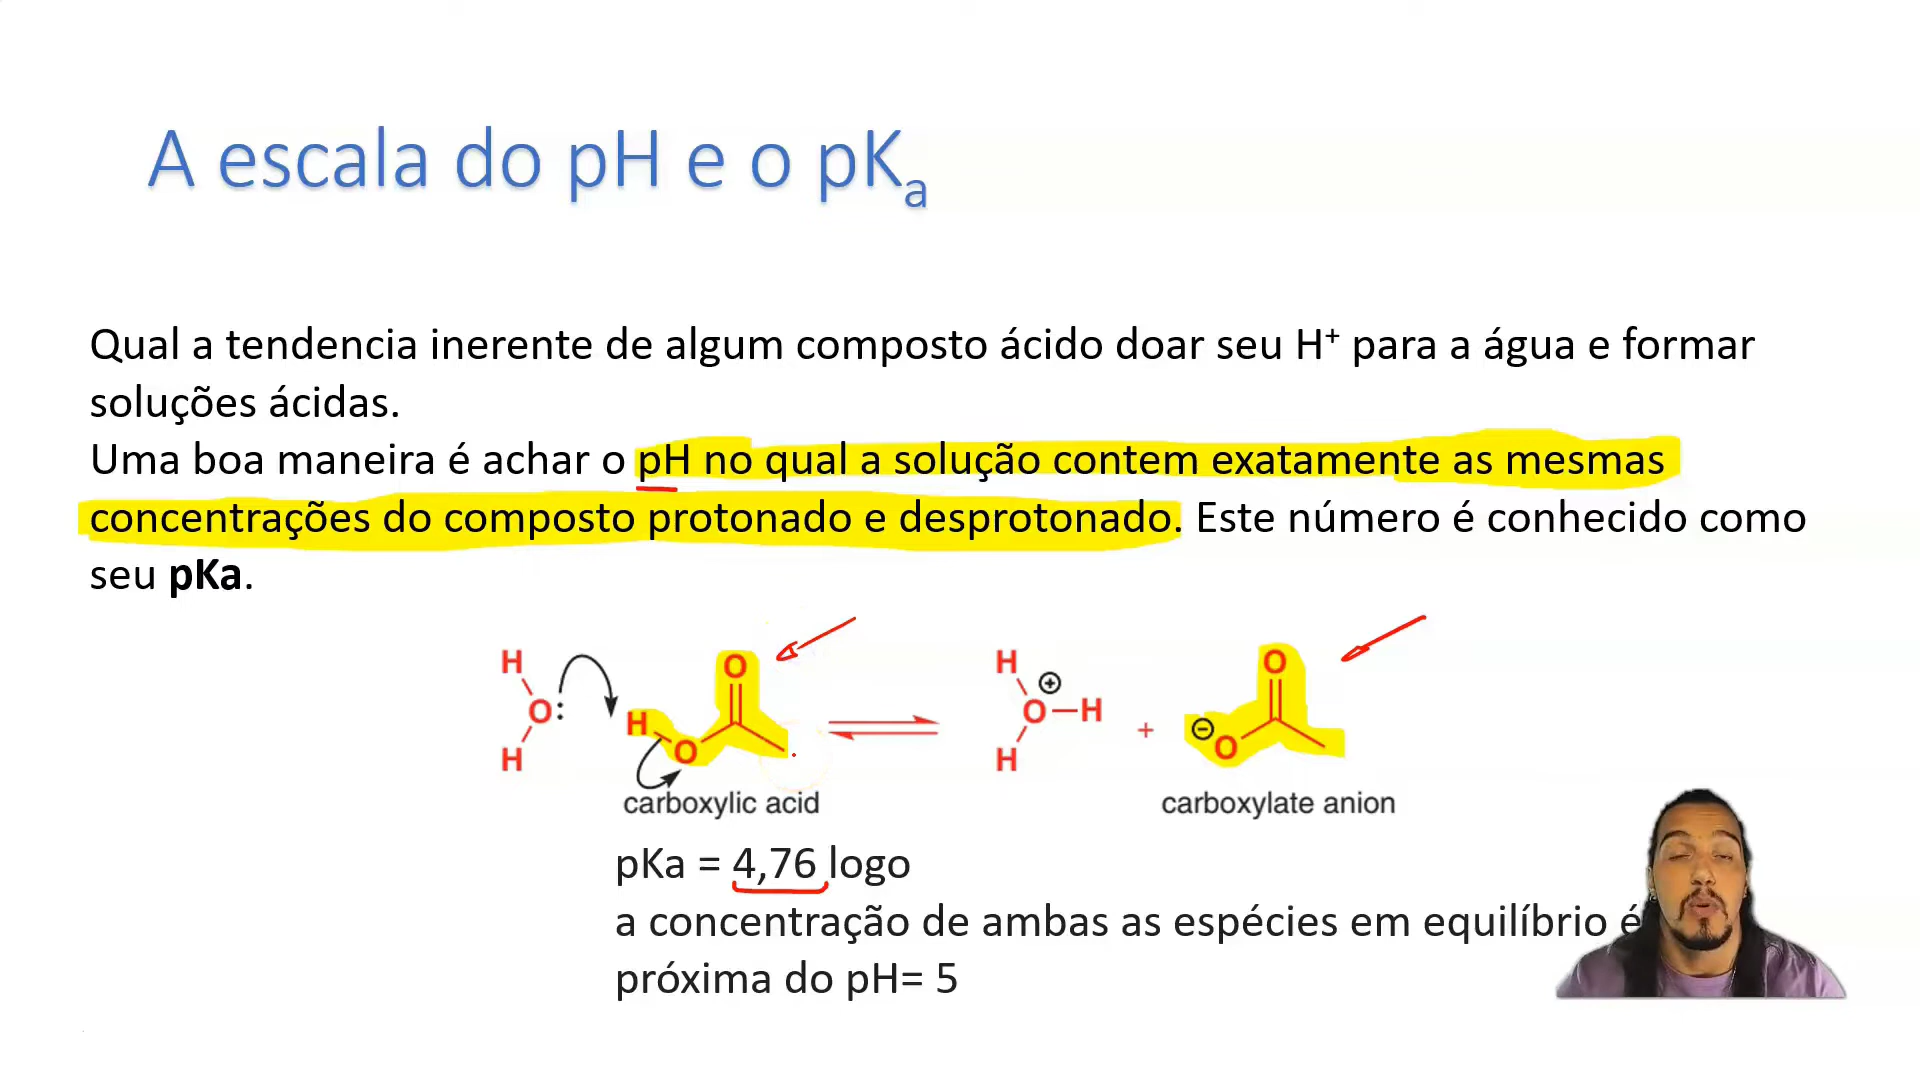 A escala do pH e o pKa
Qual a tendencia inerente de algum composto ácido doar seu H⁺ para a água e formar
soluções ácidas.
Uma boa maneira é achar o pH no qual a solução contem exatamente as mesmas
concentrações do composto protonado e desprotonado. Este número é conhecido como
seu pKa.
H O: H
H O O
carboxylic acid
H O ⊕ H H
+
⊖ O O
carboxylate anion
pKa = 4,76 logo
a concentração de ambas as espécies em equilíbrio é
próxima do pH= 5